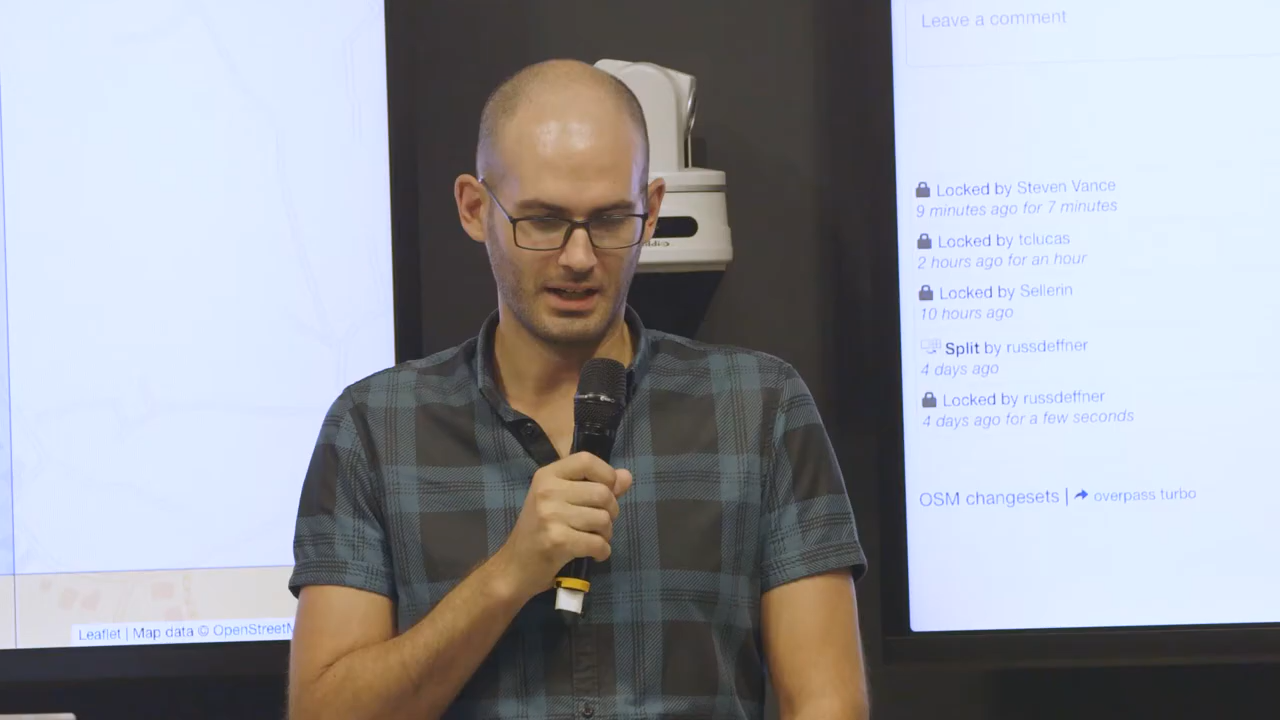 Leave a comment
Locked by Steven Vance
9 minutes ago for 7 minutes
Locked by tclucas
2 hours ago for an hour
Locked by Sellerin
10 hours ago
Split by russdeffner
4 days ago
Locked by russdeffner
4 days ago for a few seconds
OSM changesets | overpass turbo
Leaflet | Map data © OpenStreetM